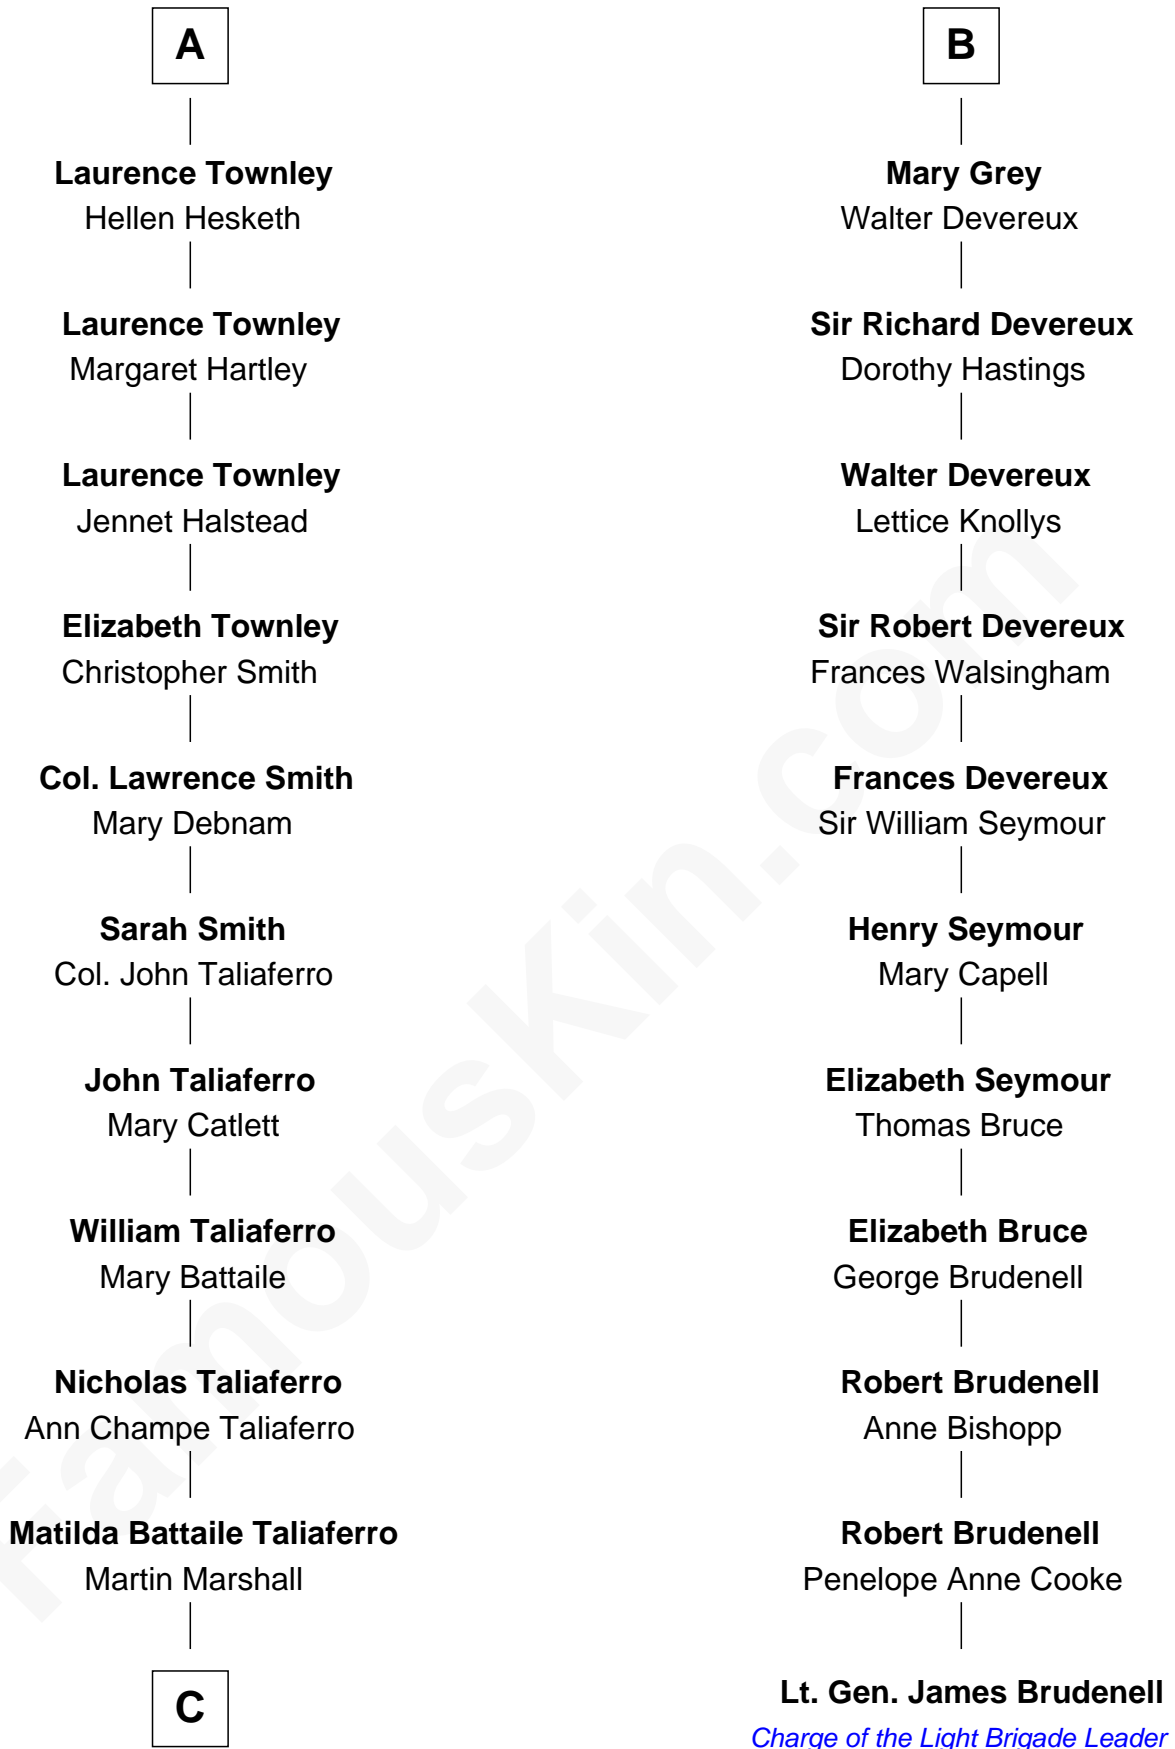 A
Laurence Townley
Hellen Hesketh
Laurence Townley
Margaret Hartley
Laurence Townley
Jennet Halstead
Elizabeth Townley
Christopher Smith
Col. Lawrence Smith
Mary Debnam
Sarah Smith
Col. John Taliaferro
John Taliaferro
Mary Catlett
William Taliaferro
Mary Battaile
Nicholas Taliaferro
Ann Champe Taliaferro
Matilda Battaile Taliaferro
Martin Marshall
C
B
Mary Grey
Walter Devereux
Sir Richard Devereux
Dorothy Hastings
Walter Devereux
Lettice Knollys
Sir Robert Devereux
Frances Walsingham
Frances Devereux
Sir William Seymour
Henry Seymour
Mary Capell
Elizabeth Seymour
Thomas Bruce
Elizabeth Bruce
George Brudenell
Robert Brudenell
Anne Bishopp
Robert Brudenell
Penelope Anne Cooke
Lt. Gen. James Brudenell
Charge of the Light Brigade Leader
FamousKin.com